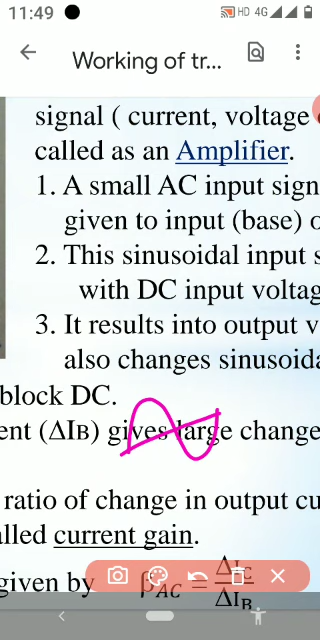 11:49 HD 4G
Working of tr...
signal ( current, voltage
called as an Amplifier.
1. A small AC input sign
given to input (base) o
2. This sinusoidal input s
with DC input voltag
3. It results into output v
also changes sinusoida
block DC.
ent (ΔIB) gives large change
ratio of change in output cu
alled current gain.
given by βAC = ΔIC
ΔIB